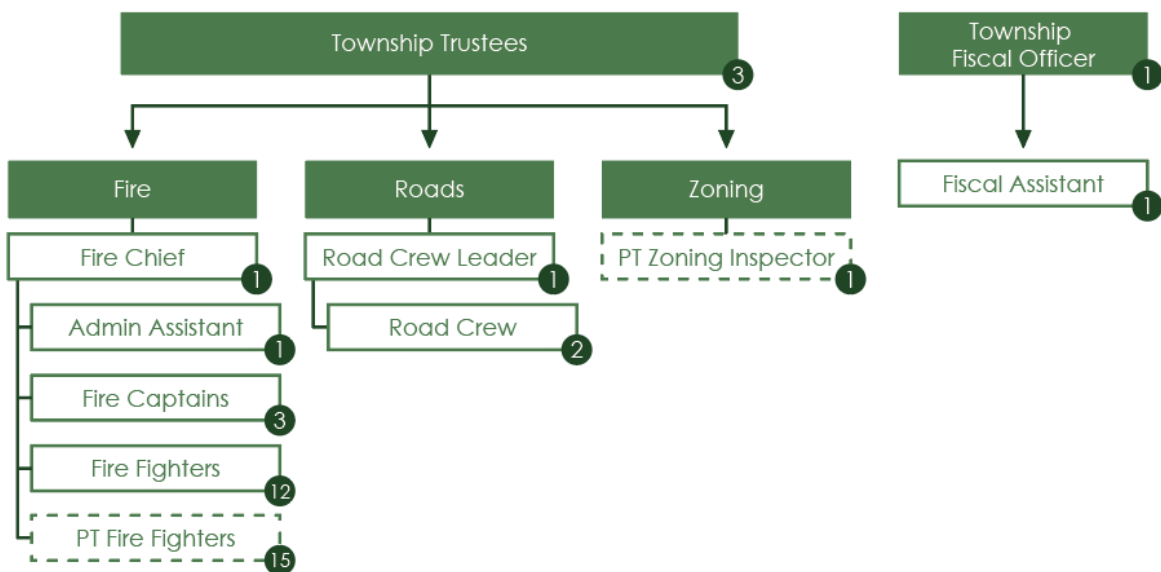 Township Trustees
3
Township
Fiscal Officer
1
Fire
Roads
Zoning
Fiscal Assistant
1
Fire Chief
1
Road Crew Leader
1
PT Zoning Inspector
1
Admin Assistant
1
Road Crew
2
Fire Captains
3
Fire Fighters
12
PT Fire Fighters
15